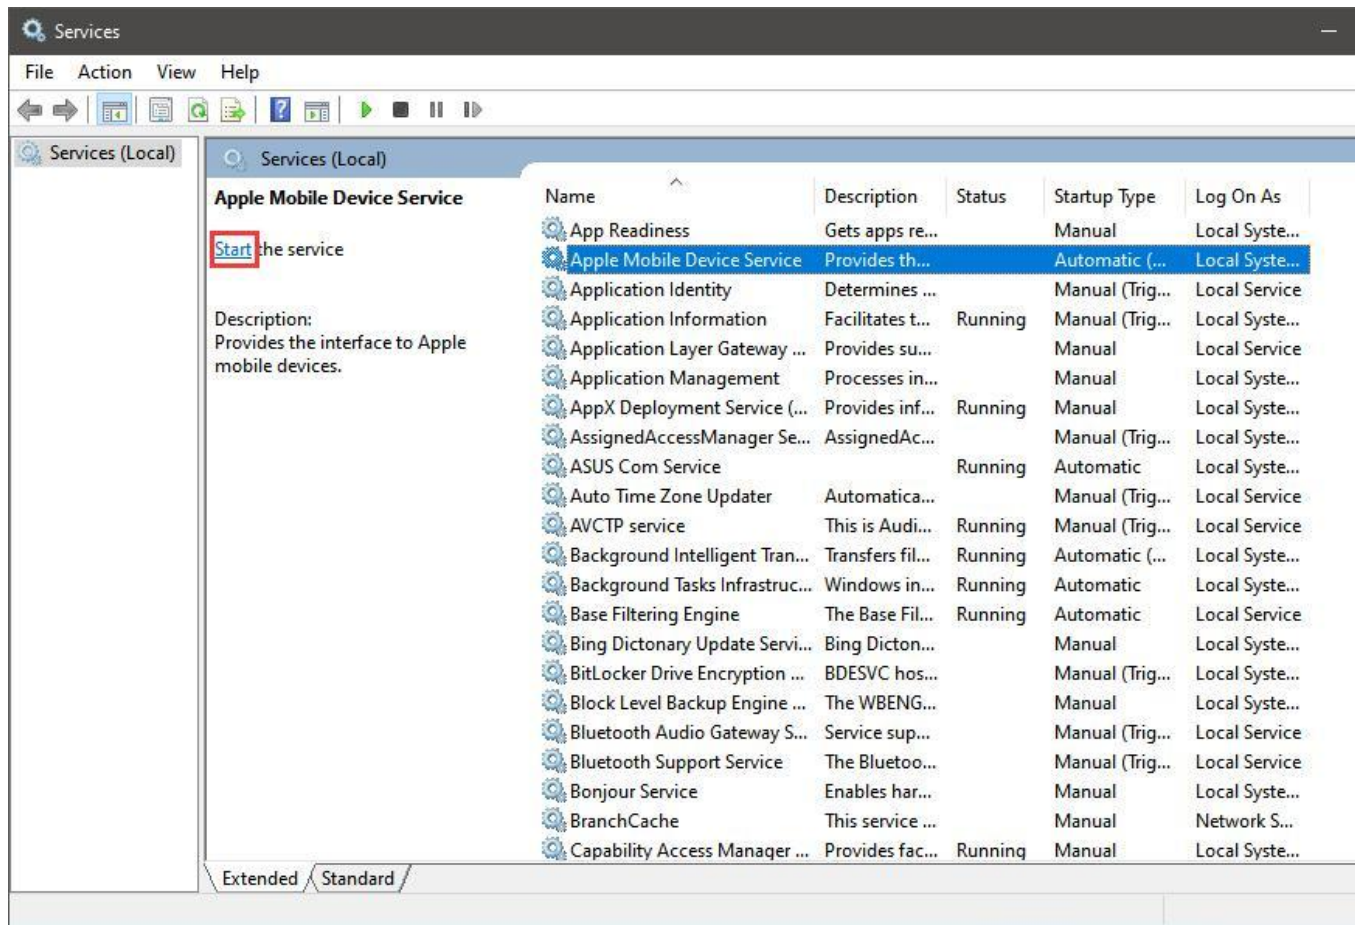 Services
File Action View Help
Services (Local)
Services (Local)
Apple Mobile Device Service
Start the service
Description:
Provides the interface to Apple
mobile devices.
Name Description Status Startup Type Log On As
App Readiness Gets apps re... Manual Local Syste...
Apple Mobile Device Service Provides th... Automatic (... Local Syste...
Application Identity Determines ... Manual (Trig... Local Service
Application Information Facilitates t... Running Manual (Trig... Local Syste...
Application Layer Gateway ... Provides su... Manual Local Service
Application Management Processes in... Manual Local Syste...
AppX Deployment Service (... Provides inf... Running Manual Local Syste...
AssignedAccessManager Se... AssignedAc... Manual (Trig... Local Syste...
ASUS Com Service Running Automatic Local Syste...
Auto Time Zone Updater Automatica... Manual (Trig... Local Service
AVCTP service This is Audi... Running Manual (Trig... Local Service
Background Intelligent Tran... Transfers fil... Running Automatic (... Local Syste...
Background Tasks Infrastruc... Windows in... Running Automatic Local Syste...
Base Filtering Engine The Base Fil... Running Automatic Local Service
Bing Dictonary Update Servi... Bing Dicton... Manual Local Syste...
BitLocker Drive Encryption ... BDESVC hos... Manual (Trig... Local Syste...
Block Level Backup Engine ... The WBENG... Manual Local Syste...
Bluetooth Audio Gateway S... Service sup... Manual (Trig... Local Service
Bluetooth Support Service The Bluetoo... Manual (Trig... Local Service
Bonjour Service Enables har... Manual Local Syste...
BranchCache This service ... Manual Network S...
Capability Access Manager ... Provides fac... Running Manual Local Syste...
Extended Standard